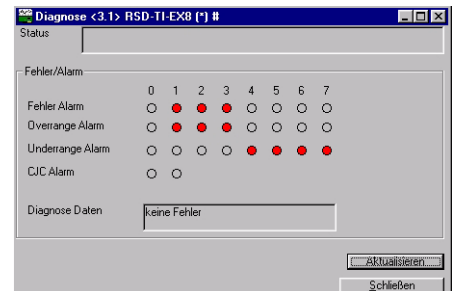 Diagnose <3.1> RSD-TI-EX8 (*) #
Status
Fehler/Alarm
0 1 2 3 4 5 6 7
Fehler Alarm
Overrange Alarm
Underrange Alarm
CJC Alarm
Diagnose Daten keine Fehler
Aktualisieren
Schließen